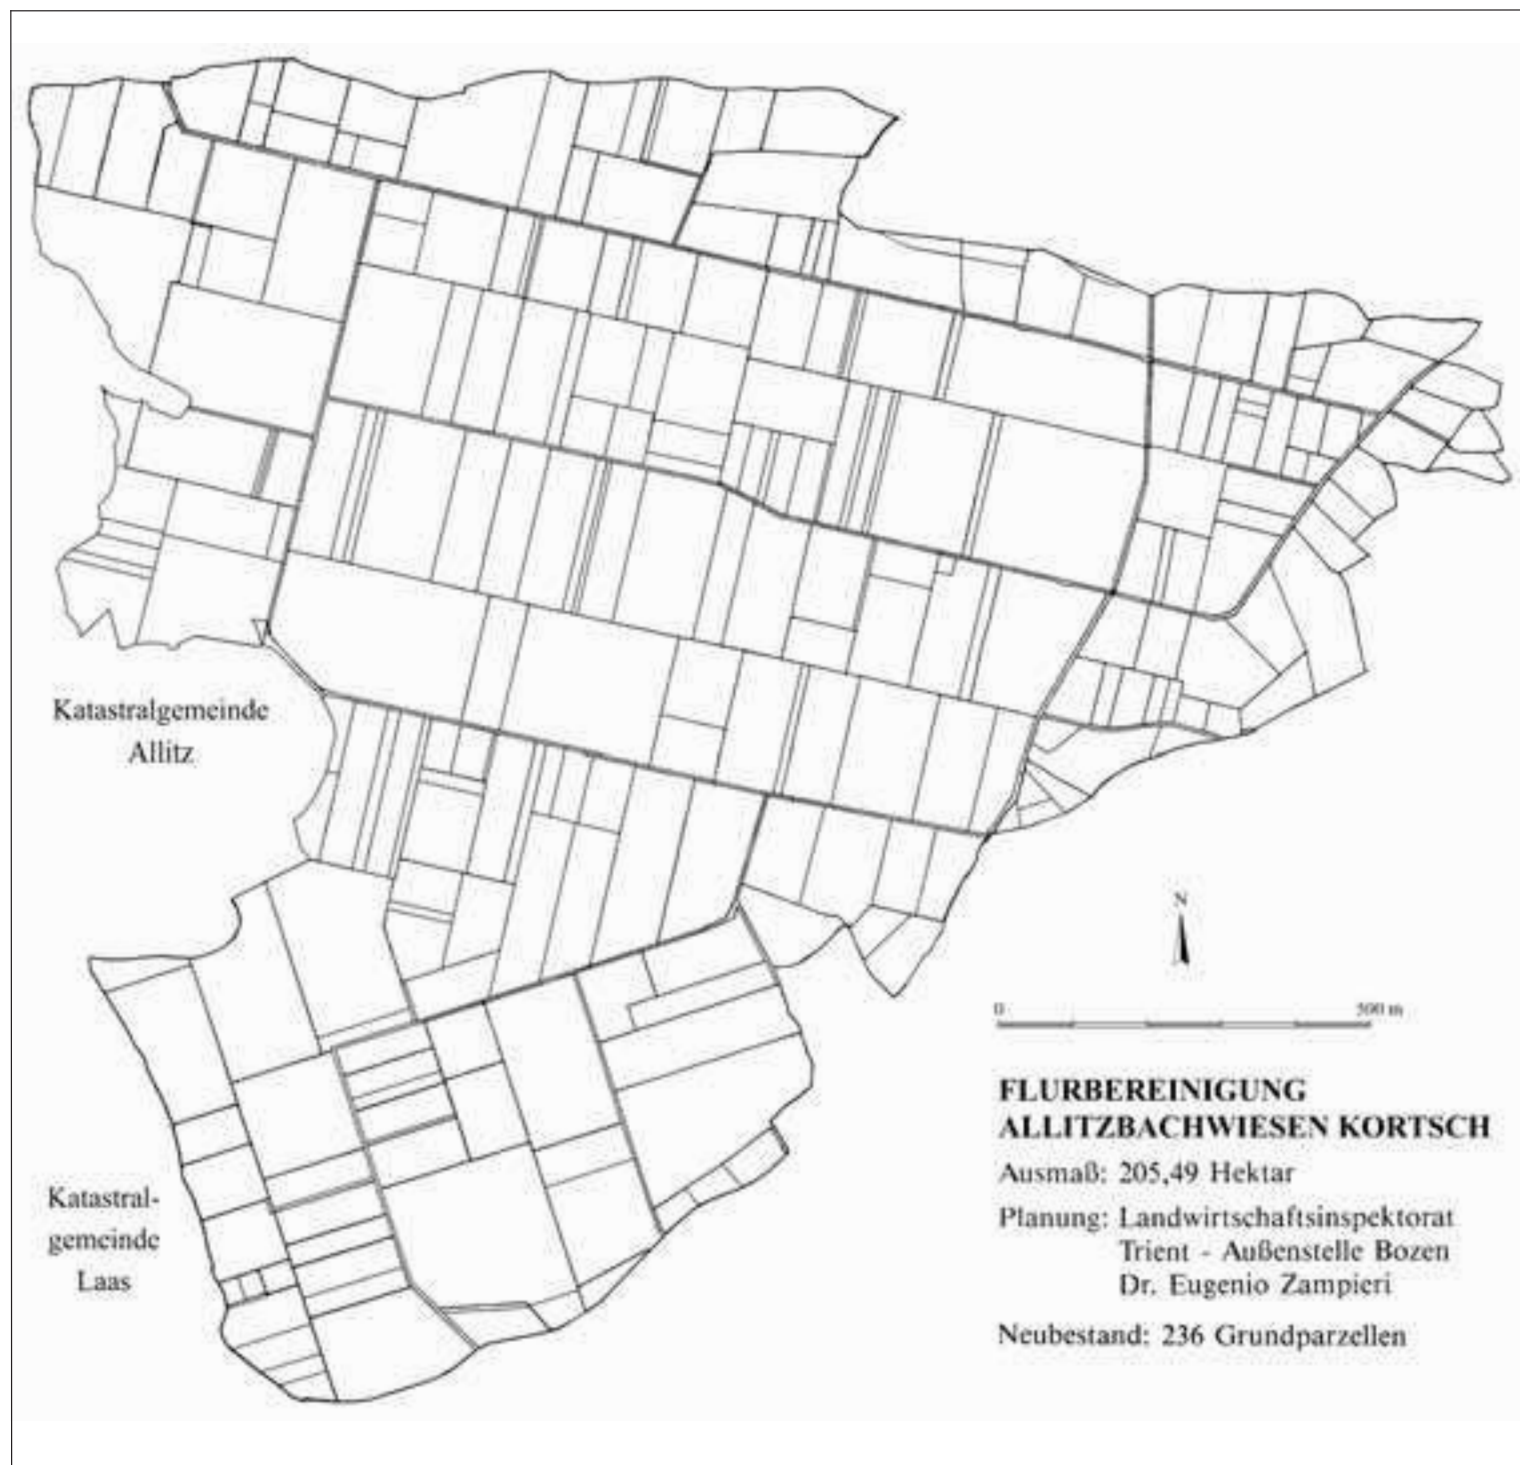 Katastralgemeinde
Allitz
N
0 500 m
FLURBEREINIGUNG
ALLITZBACHWIESEN KORTSCH
Ausmaß: 205,49 Hektar
Planung: Landwirtschaftsinspektorat
Trient - Außenstelle Bozen
Dr. Eugenio Zampieri
Neubestand: 236 Grundparzellen
Katastral-
gemeinde
Laas